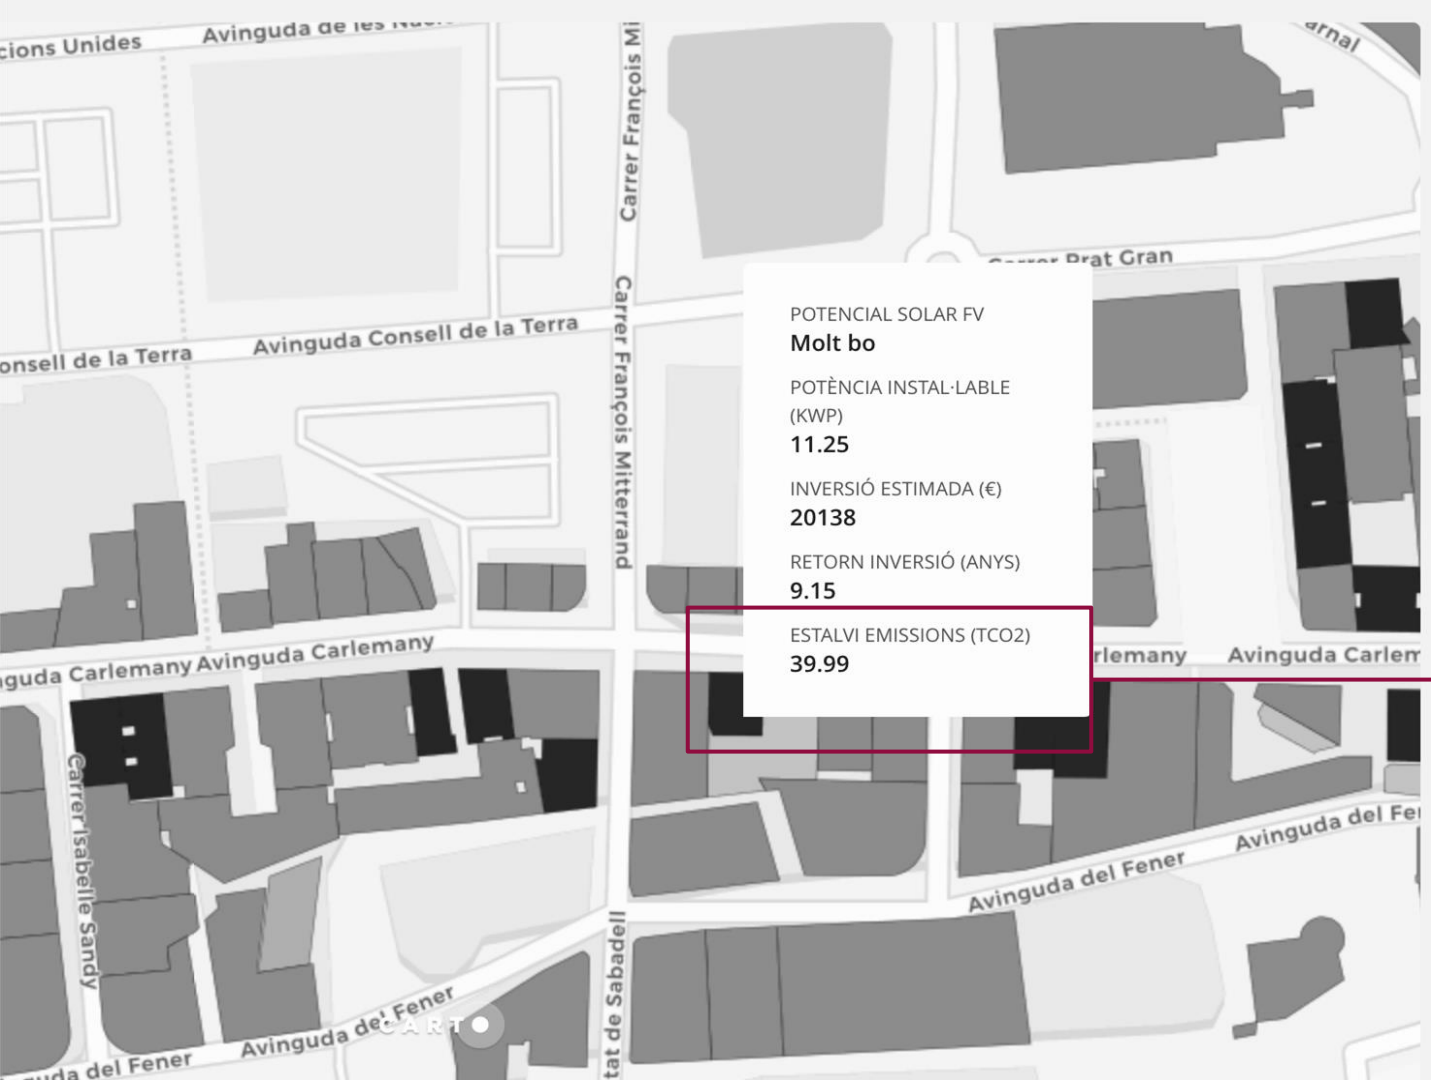 cions Unides
Avinguda de les
Carrer François
arnal
Carrer Prat Gran
Carrer François Mitterrand
Avinguda Consell de la Terra
onsell de la Terra
POTENCIAL SOLAR FV
Molt bo
POTÈNCIA INSTAL·LABLE
(KWP)
11.25
INVERSIÓ ESTIMADA (€)
20138
RETORN INVERSIÓ (ANYS)
9.15
ESTALVI EMISSIONS (TCO2)
39.99
nguda Carlemany
Avinguda Carlemany
rlemany
Avinguda Carlem
Carrer Isabelle Sandy
Avinguda del Fener
Avinguda del Fe
tat de Sabadell
Avinguda del Fener
CARTO
guda del Fener